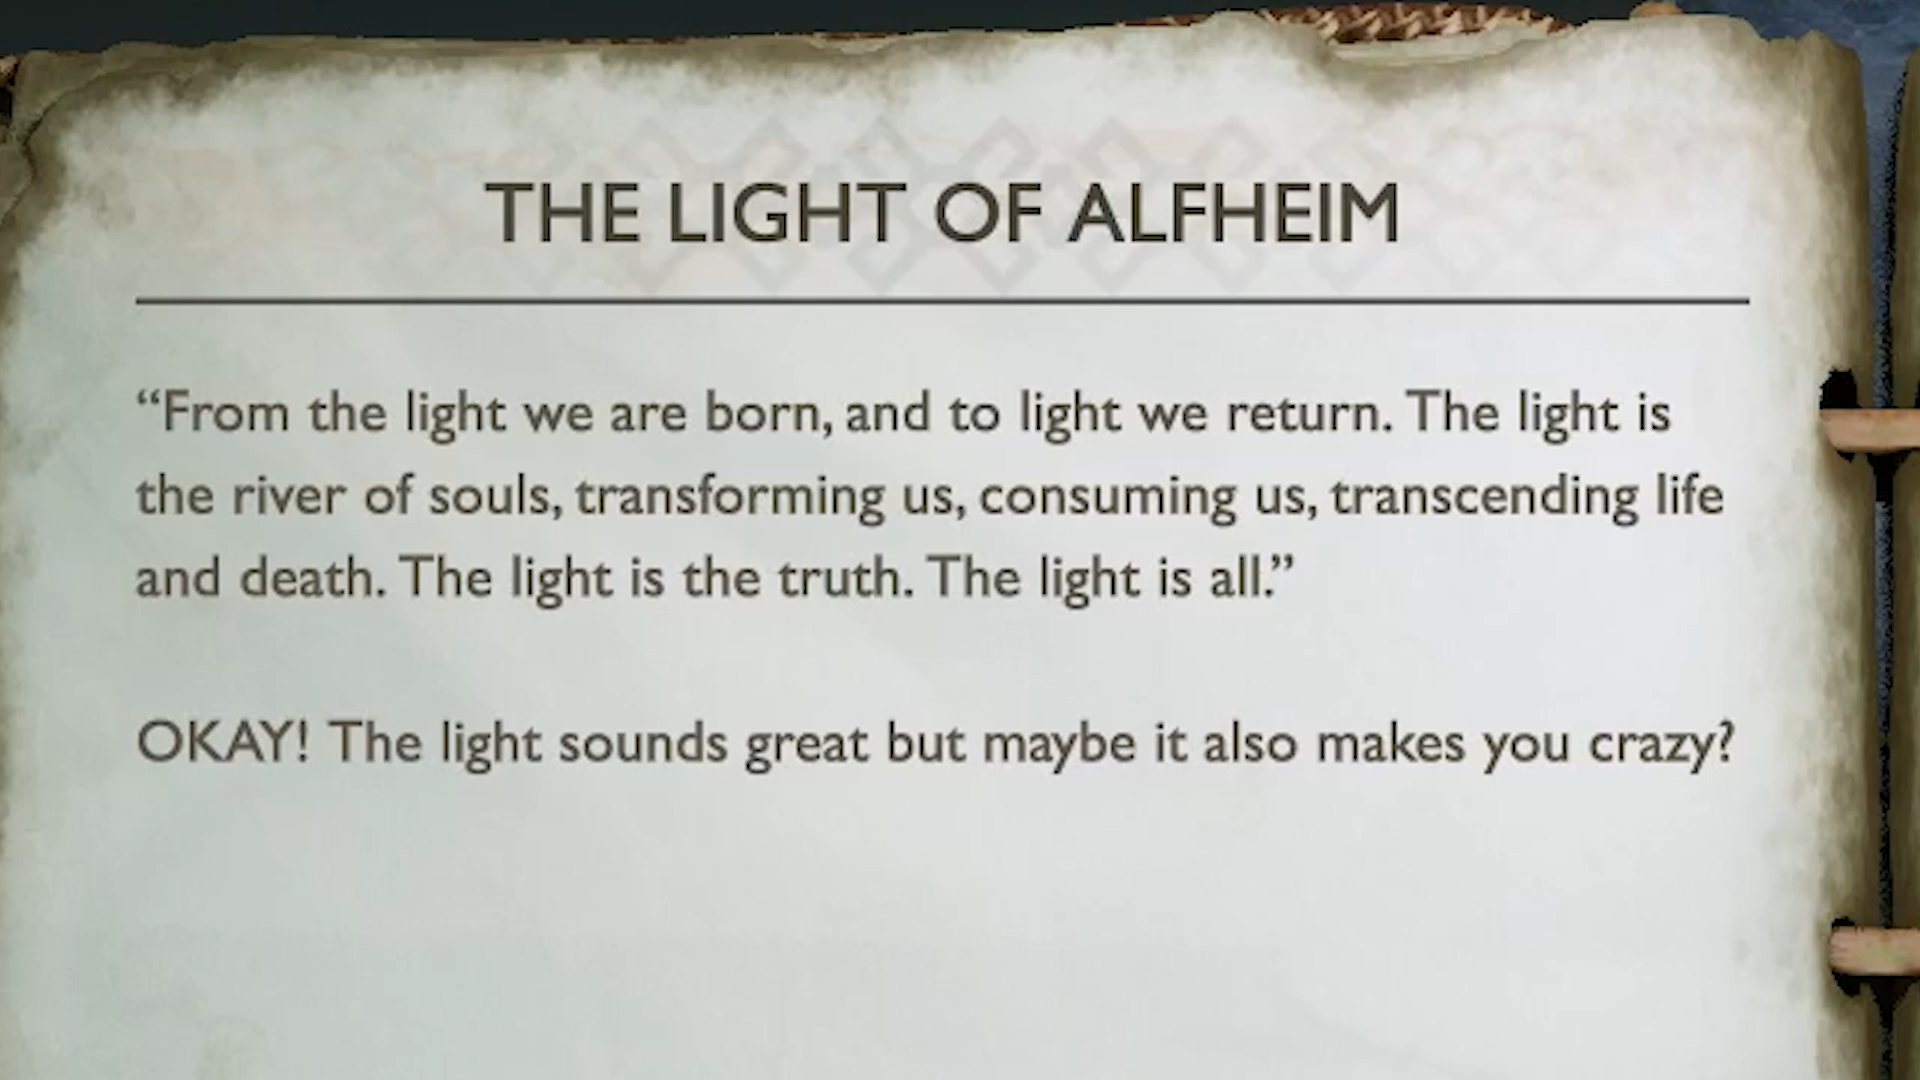 THE LIGHT OF ALFHEIM
“From the light we are born, and to light we return. The light is
the river of souls, transforming us, consuming us, transcending life
and death. The light is the truth. The light is all.”
OKAY! The light sounds great but maybe it also makes you crazy?